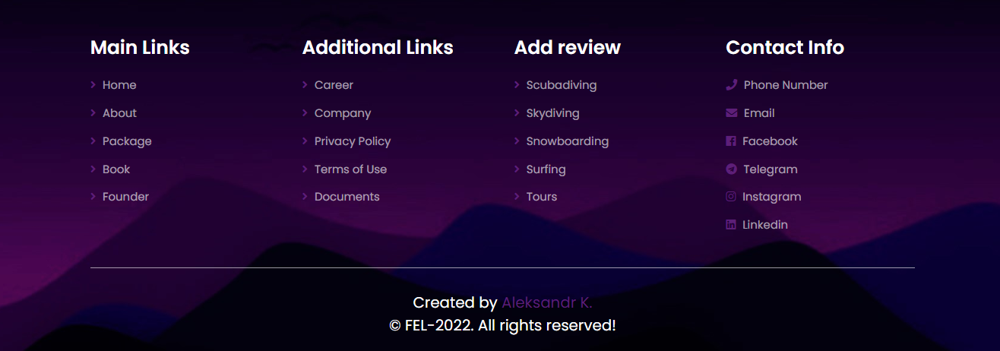 Main Links
Home
About
Package
Book
Founder
Additional Links
Career
Company
Privacy Policy
Terms of Use
Documents
Add review
Scubadiving
Skydiving
Snowboarding
Surfing
Tours
Contact Info
Phone Number
Email
Facebook
Telegram
Instagram
Linkedin
Created by Aleksandr K.
© FEL-2022. All rights reserved!